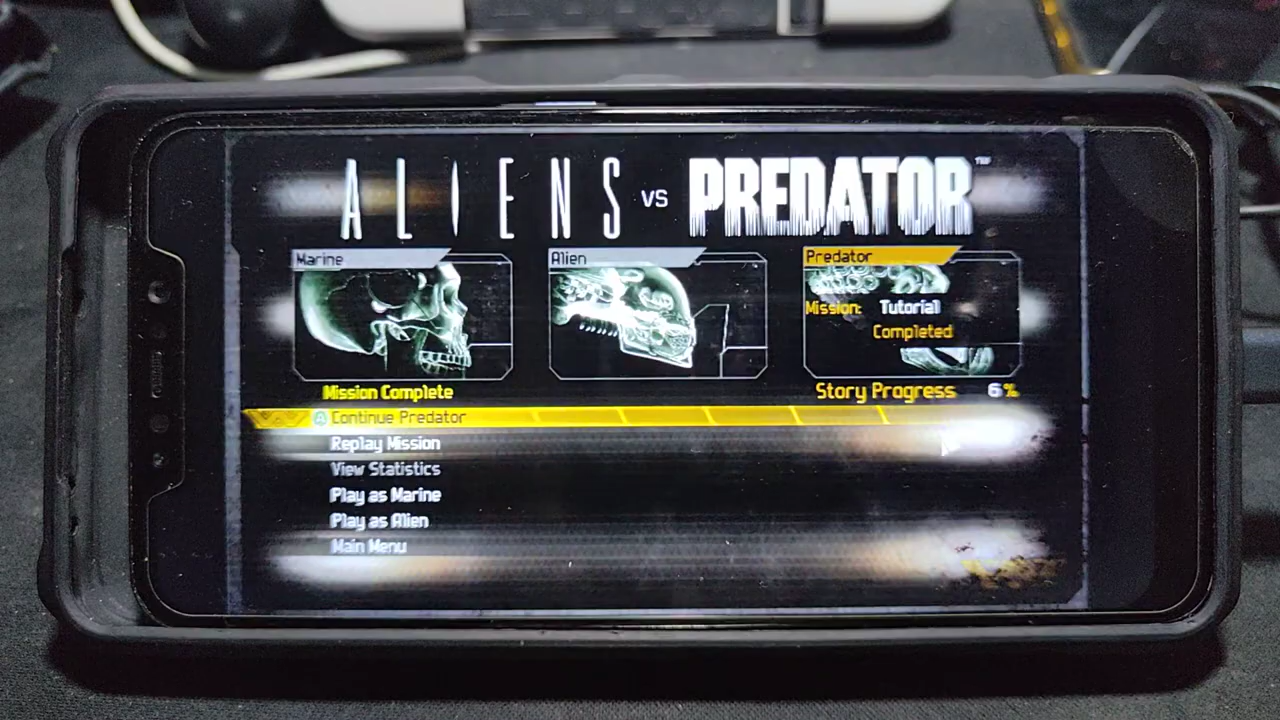 ALIENS VS PREDATOR™
Marine
Alien
Predator
Mission: Tutorial
Completed
Mission Complete
Story Progress 6%
Continue Predator
Replay Mission
View Statistics
Play as Marine
Play as Alien
Main Menu